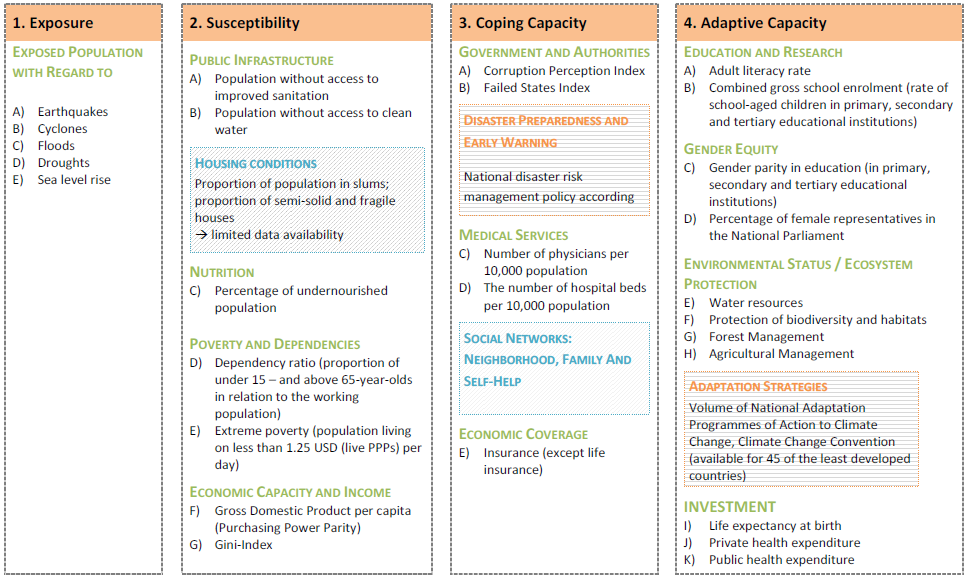 1. Exposure
EXPOSED POPULATION
WITH REGARD TO
A) Earthquakes
B) Cyclones
C) Floods
D) Droughts
E) Sea level rise
2. Susceptibility
PUBLIC INFRASTRUCTURE
A) Population without access to
improved sanitation
B) Population without access to clean
water
HOUSING CONDITIONS
Proportion of population in slums;
proportion of semi-solid and fragile
houses
→ limited data availability
NUTRITION
C) Percentage of undernourished
population
POVERTY AND DEPENDENCIES
D) Dependency ratio (proportion of
under 15 – and above 65-year-olds
in relation to the working
population)
E) Extreme poverty (population living
on less than 1.25 USD (live PPPs) per
day)
ECONOMIC CAPACITY AND INCOME
F) Gross Domestic Product per capita
(Purchasing Power Parity)
G) Gini-Index
3. Coping Capacity
GOVERNMENT AND AUTHORITIES
A) Corruption Perception Index
B) Failed States Index
DISASTER PREPAREDNESS AND
EARLY WARNING
National disaster risk
management policy according
MEDICAL SERVICES
C) Number of physicians per
10,000 population
D) The number of hospital beds
per 10,000 population
SOCIAL NETWORKS:
NEIGHBORHOOD, FAMILY AND
SELF-HELP
ECONOMIC COVERAGE
E) Insurance (except life
insurance)
4. Adaptive Capacity
EDUCATION AND RESEARCH
A) Adult literacy rate
B) Combined gross school enrolment (rate of
school-aged children in primary, secondary
and tertiary educational institutions)
GENDER EQUITY
C) Gender parity in education (in primary,
secondary and tertiary educational
institutions)
D) Percentage of female representatives in
the National Parliament
ENVIRONMENTAL STATUS / ECOSYSTEM
PROTECTION
E) Water resources
F) Protection of biodiversity and habitats
G) Forest Management
H) Agricultural Management
ADAPTATION STRATEGIES
Volume of National Adaptation
Programmes of Action to Climate
Change, Climate Change Convention
(available for 45 of the least developed
countries)
INVESTMENT
I) Life expectancy at birth
J) Private health expenditure
K) Public health expenditure